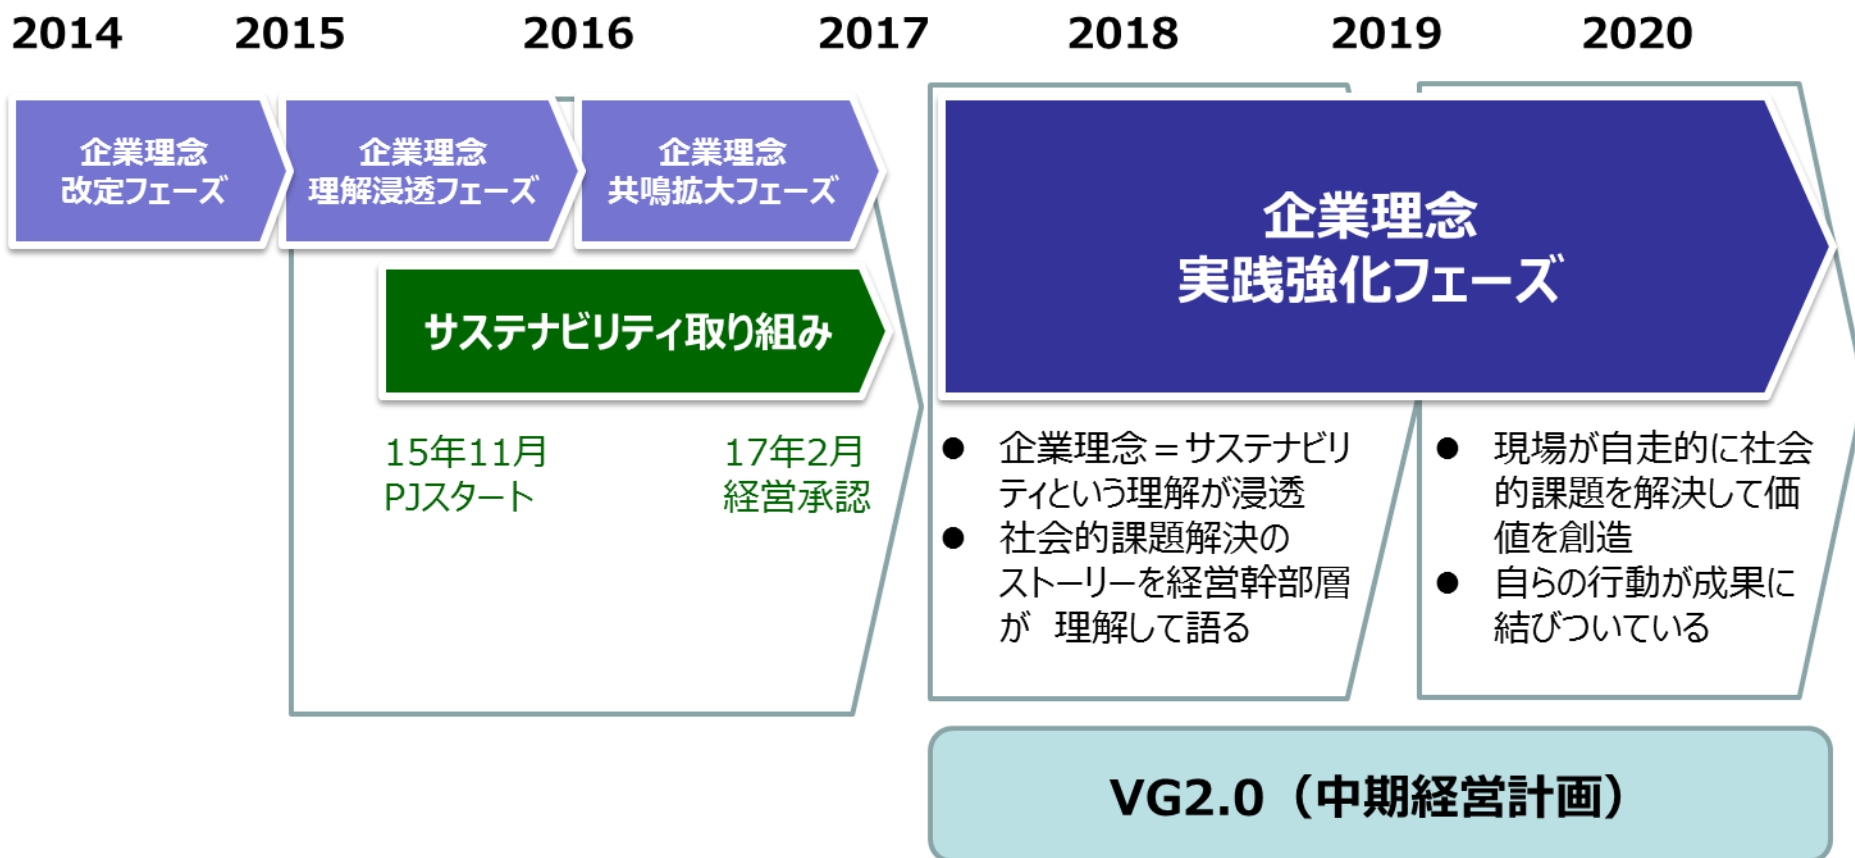 2014 2015 2016 2017 2018 2019 2020
企業理念
改定フェーズ
企業理念
理解浸透フェーズ
企業理念
共鳴拡大フェーズ
サステナビリティ取り組み
15年11月
PJスタート
17年2月
経営承認
企業理念
実践強化フェーズ
● 企業理念＝サステナビリ
ティという理解が浸透
● 社会的課題解決の
ストーリーを経営幹部層
が 理解して語る
● 現場が自走的に社会
的課題を解決して価
値を創造
● 自らの行動が成果に
結びついている
VG2.0（中期経営計画）